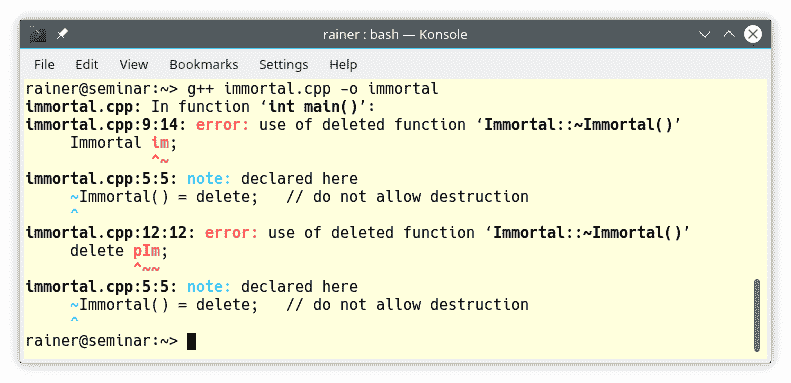 rainer : bash — Konsole
File Edit View Bookmarks Settings Help
rainer@seminar:~> g++ immortal.cpp -o immortal
immortal.cpp: In function ‘int main()’:
immortal.cpp:9:14: error: use of deleted function ‘Immortal::~Immortal()’
     Immortal im;
              ^~
immortal.cpp:5:5: note: declared here
     ~Immortal() = delete;   // do not allow destruction
     ^
immortal.cpp:12:12: error: use of deleted function ‘Immortal::~Immortal()’
     delete pIm;
            ^~~
immortal.cpp:5:5: note: declared here
     ~Immortal() = delete;   // do not allow destruction
     ^
rainer@seminar:~>